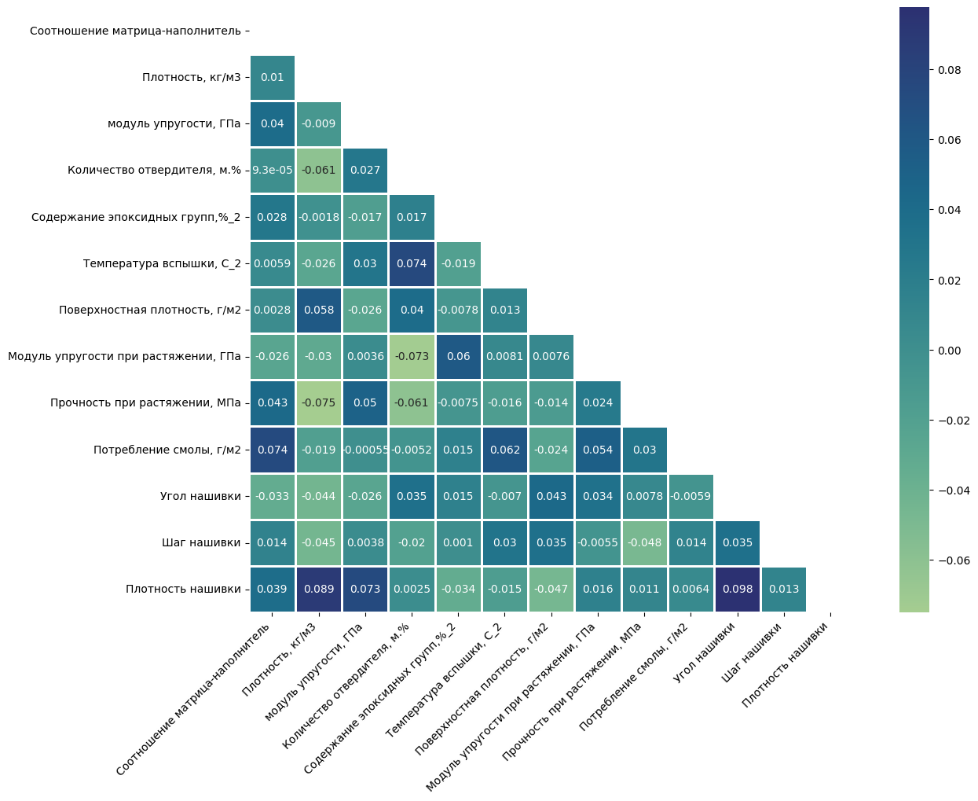 Соотношение матрица-наполнитель
Плотность, кг/м3 0.01
модуль упругости, ГПа 0.04 -0.009
Количество отвердителя, м.% 9.3e-05 -0.061 0.027
Содержание эпоксидных групп,%_2 0.028 -0.0018 -0.017 0.017
Температура вспышки, С_2 0.0059 -0.026 0.03 0.074 -0.019
Поверхностная плотность, г/м2 0.0028 0.058 -0.026 0.04 -0.0078 0.013
Модуль упругости при растяжении, ГПа -0.026 -0.03 0.0036 -0.073 0.06 0.0081 0.0076
Прочность при растяжении, МПа 0.043 -0.075 0.05 -0.061 -0.0075 -0.016 -0.014 0.024
Потребление смолы, г/м2 0.074 -0.019 -0.00055 -0.0052 0.015 0.062 -0.024 0.054 0.03
Угол нашивки -0.033 -0.044 -0.026 0.035 0.015 -0.007 0.043 0.034 0.0078 -0.0059
Шаг нашивки 0.014 -0.045 0.0038 -0.02 0.001 0.03 0.035 -0.0055 -0.048 0.014 0.035
Плотность нашивки 0.039 0.089 0.073 0.0025 -0.034 -0.015 -0.047 0.016 0.011 0.0064 0.098 0.013
Соотношение матрица-наполнитель
Плотность, кг/м3
модуль упругости, ГПа
Количество отвердителя, м.%
Содержание эпоксидных групп,%_2
Температура вспышки, С_2
Поверхностная плотность, г/м2
Модуль упругости при растяжении, ГПа
Прочность при растяжении, МПа
Потребление смолы, г/м2
Угол нашивки
Шаг нашивки
Плотность нашивки
0.08
0.06
0.04
0.02
0.00
-0.02
-0.04
-0.06